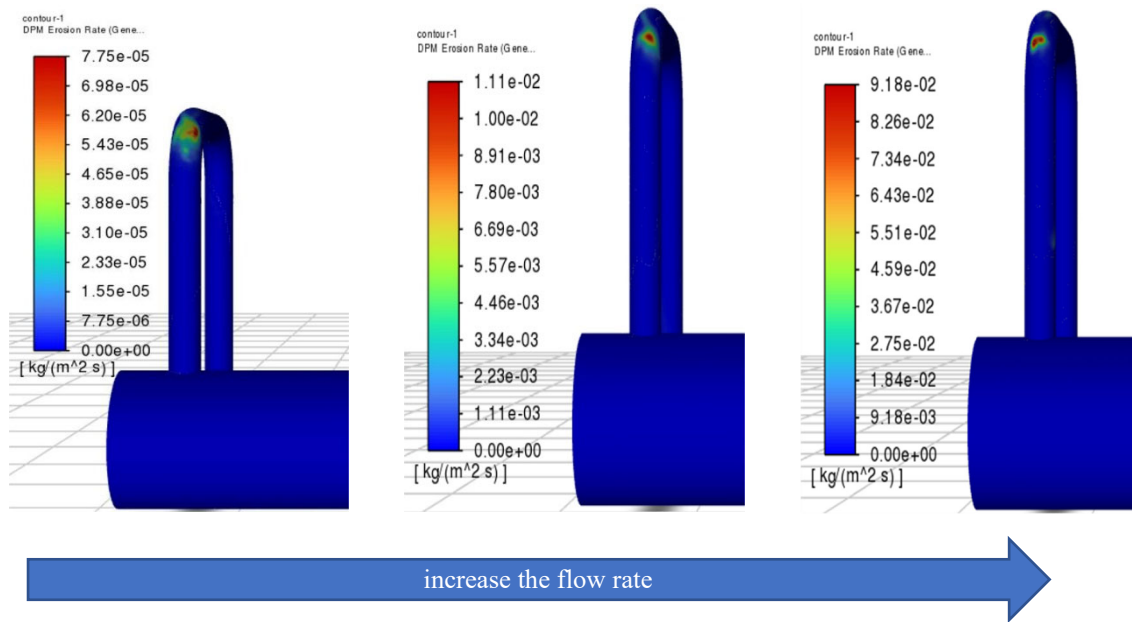 contour-1
DPM Erosion Rate (Gene...
7.75e-05
6.98e-05
6.20e-05
5.43e-05
4.65e-05
3.88e-05
3.10e-05
2.33e-05
1.55e-05
7.75e-06
0.00e+00
[ kg/(m^2 s) ]
contour-1
DPM Erosion Rate (Gene...
1.11e-02
1.00e-02
8.91e-03
7.80e-03
6.69e-03
5.57e-03
4.46e-03
3.34e-03
2.23e-03
1.11e-03
0.00e+00
[ kg/(m^2 s) ]
contour-1
DPM Erosion Rate (Gene...
9.18e-02
8.26e-02
7.34e-02
6.43e-02
5.51e-02
4.59e-02
3.67e-02
2.75e-02
1.84e-02
9.18e-03
0.00e+00
[ kg/(m^2 s) ]
increase the flow rate